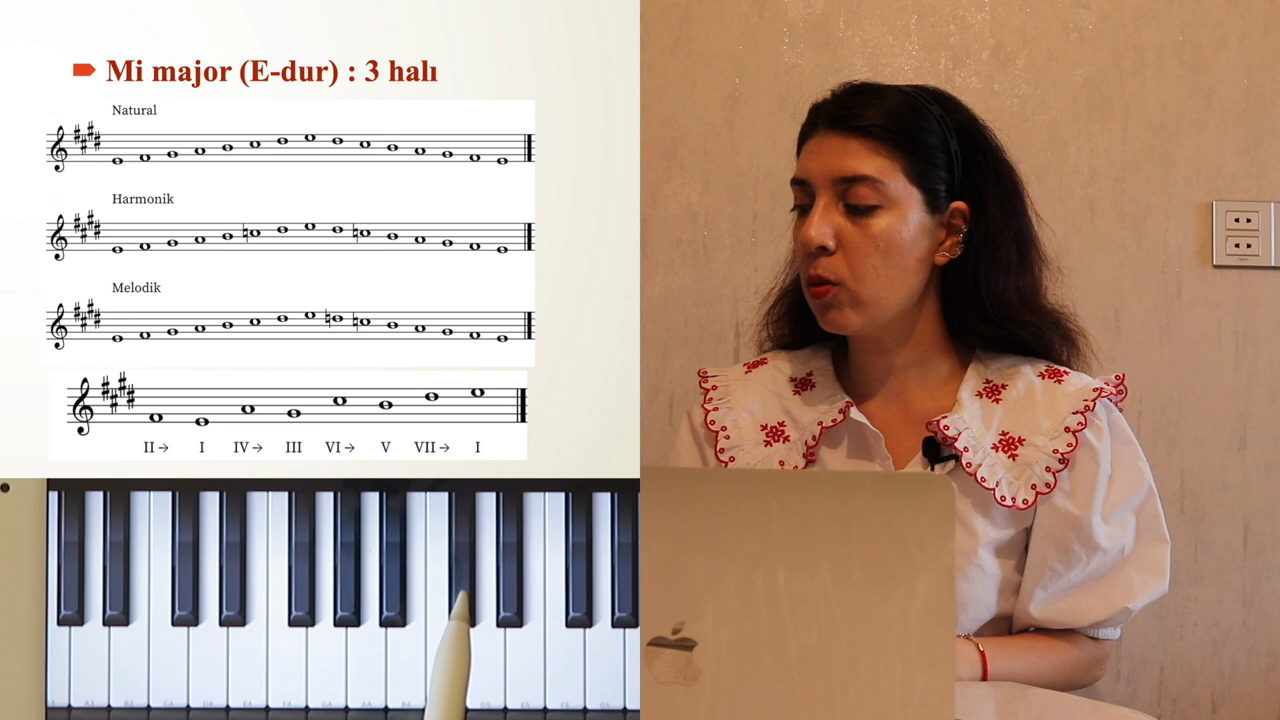 Mi major (E-dur) : 3 halı
Natural
Harmonik
Melodik
II → I IV → III VI → V VII → I